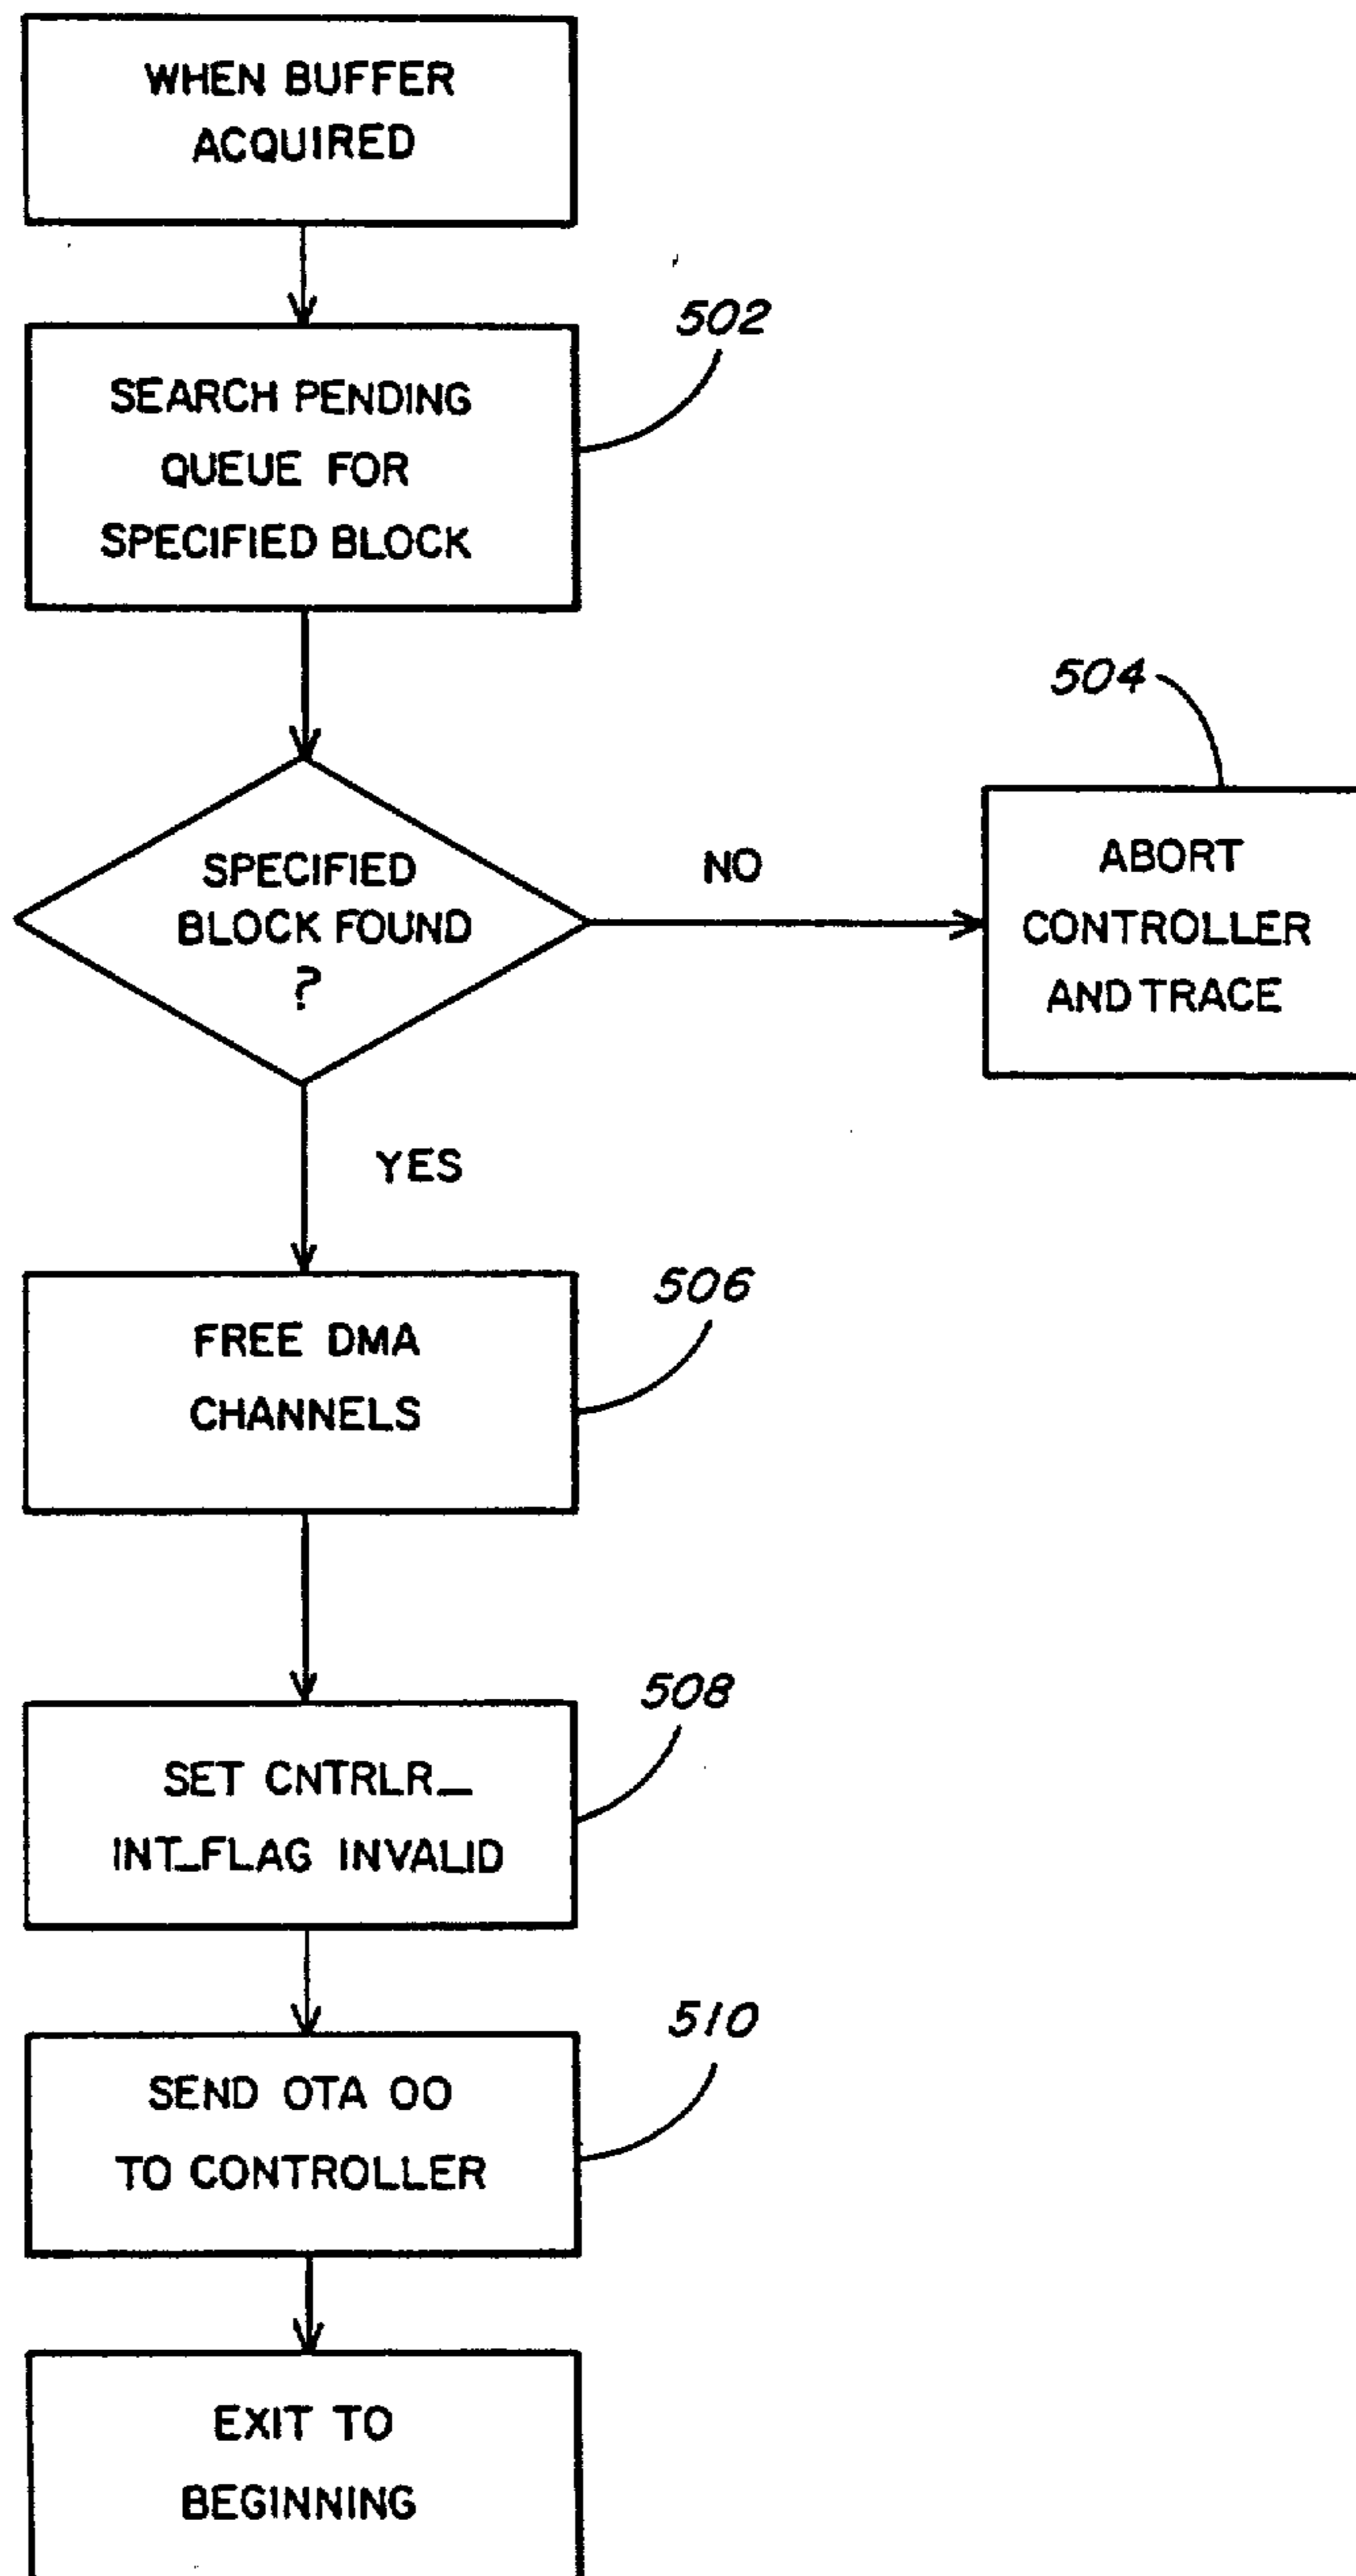 WHEN BUFFER
ACQUIRED
502
SEARCH PENDING
QUEUE FOR
SPECIFIED BLOCK
504
SPECIFIED
BLOCK FOUND
?
NO
ABORT
CONTROLLER
AND TRACE
YES
506
FREE DMA
CHANNELS
508
SET CNTRLR_
INT_FLAG INVALID
510
SEND OTA 00
TO CONTROLLER
EXIT TO
BEGINNING